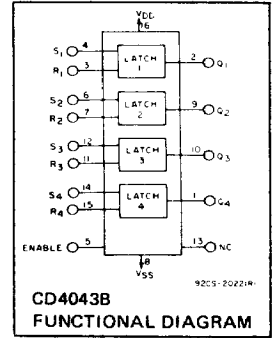 VDD
16
S1 4
R1 3
LATCH
1
2 Q1
S2 6
R2 7
LATCH
2
9 Q2
S3 12
R3 11
LATCH
3
10 Q3
S4 14
R4 15
LATCH
4
1 Q4
ENABLE 5
13 NC
8
VSS
92CS-20221RI
CD4043B
FUNCTIONAL DIAGRAM